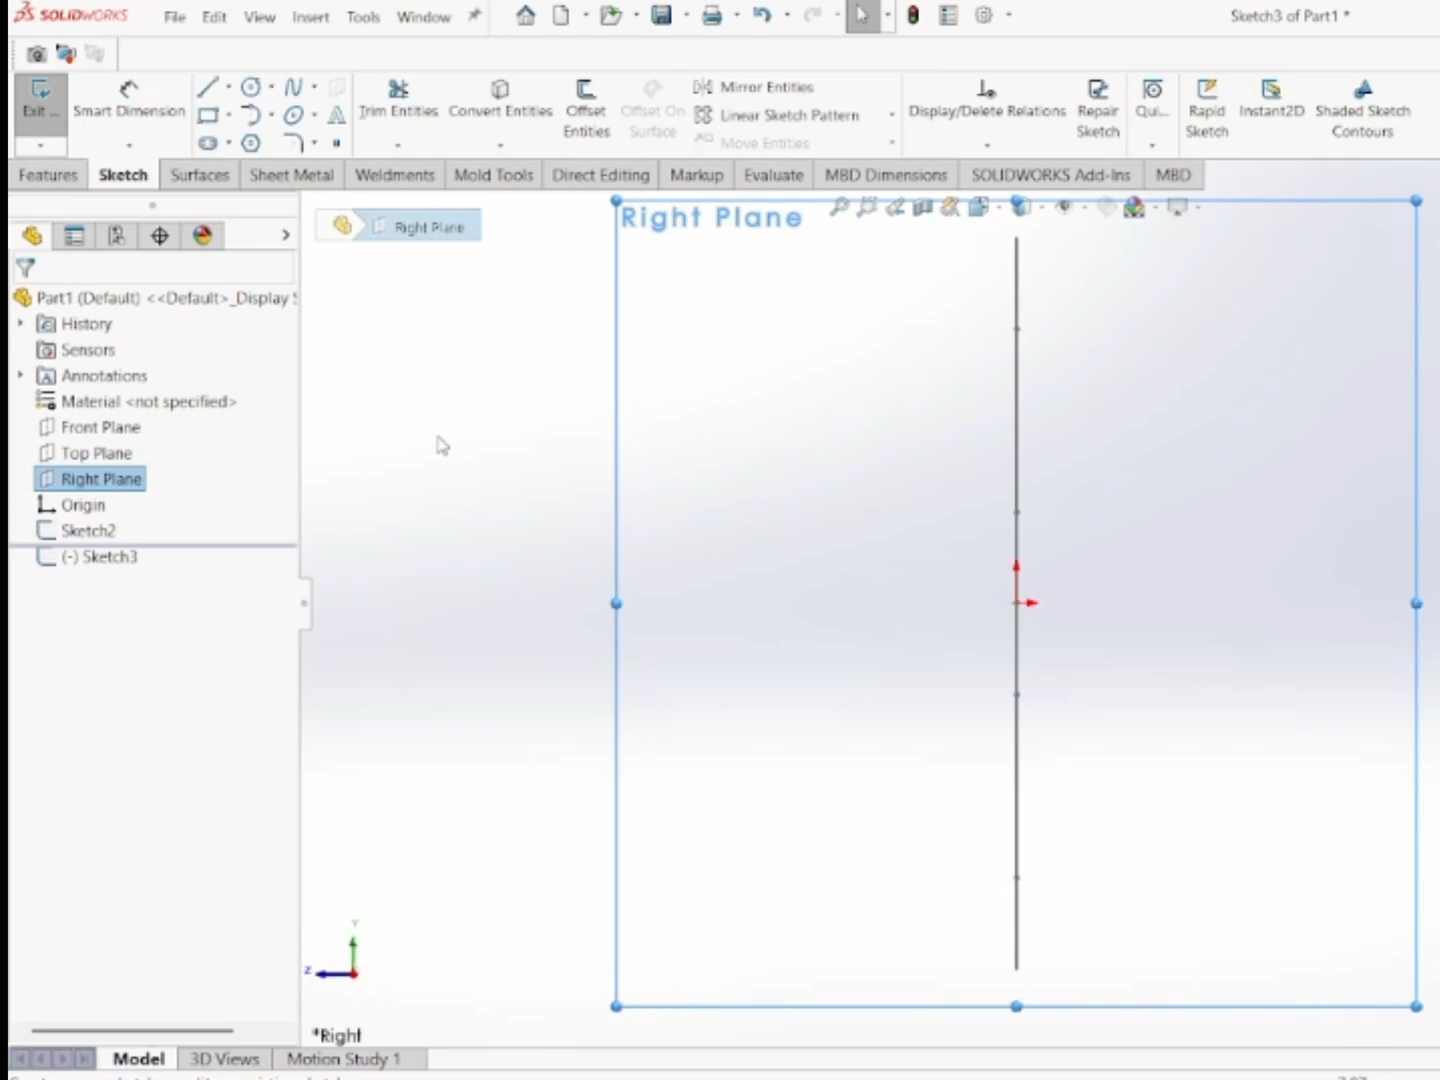 SOLIDWORKS File Edit View Insert Tools Window Sketch3 of Part1 *
Exit ... Smart Dimension Trim Entities Convert Entities Offset Entities Offset On Surface Mirror Entities Linear Sketch Pattern Move Entities Display/Delete Relations Repair Sketch Qui... Rapid Sketch Instant2D Shaded Sketch Contours
Features Sketch Surfaces Sheet Metal Weldments Mold Tools Direct Editing Markup Evaluate MBD Dimensions SOLIDWORKS Add-Ins MBD
Right Plane
Right Plane
Part1 (Default) <<Default>_Display S
History
Sensors
Annotations
Material <not specified>
Front Plane
Top Plane
Right Plane
Origin
Sketch2
(-) Sketch3
Y
Z
*Right
Model 3D Views Motion Study 1